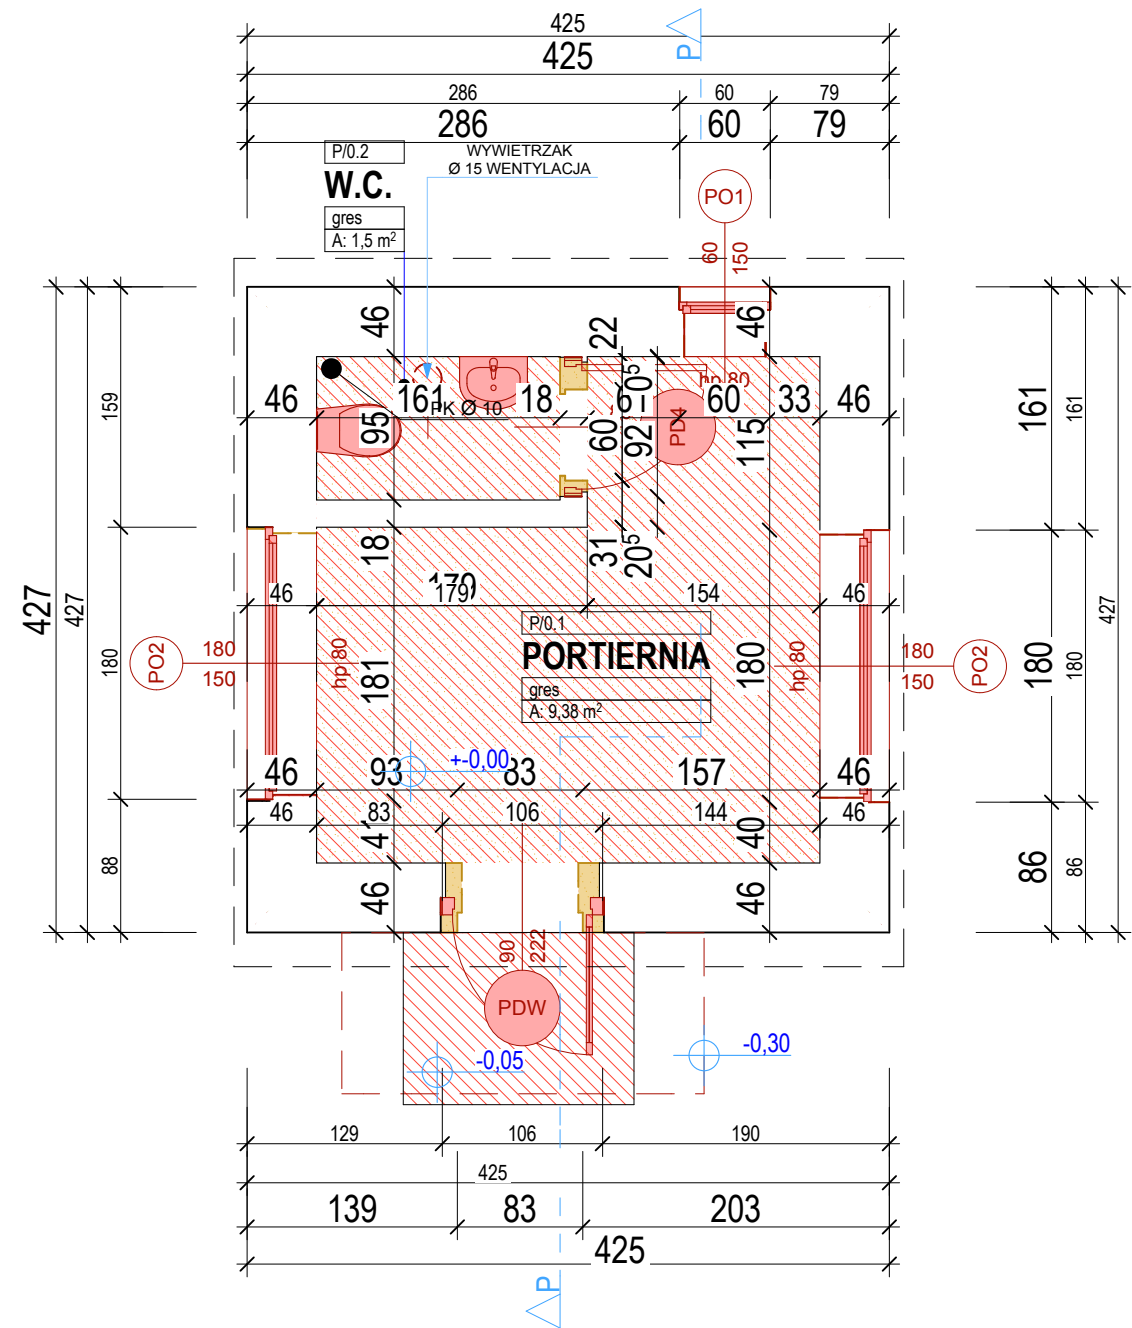 425
P
425
286 60 79
286 60 79
P/0.2
WYWIETRZAK
Ø 15 WENTYLACJA
W.C.
gres
A: 1,5 m²
PO1
60
150
46 22 46
159
10⁵
hp 80
46 161 18 60 33 46
PK Ø 10
95 60 92 PD4 115
161 161
427 427
18 31 20⁵
179
46 179 154 46
P/0.1
PORTIERNIA
gres
A: 9,38 m²
PO2 180
150
180 hp 80 181 180 hp 80
180
150 PO2
180 180 427
+-0,00
46 93 83 157 46
46 83 106 144 46
41 40
88 86 86
46 46
90
222
PDW
-0,05
-0,30
129 106 190
425
139 83 203
425
P